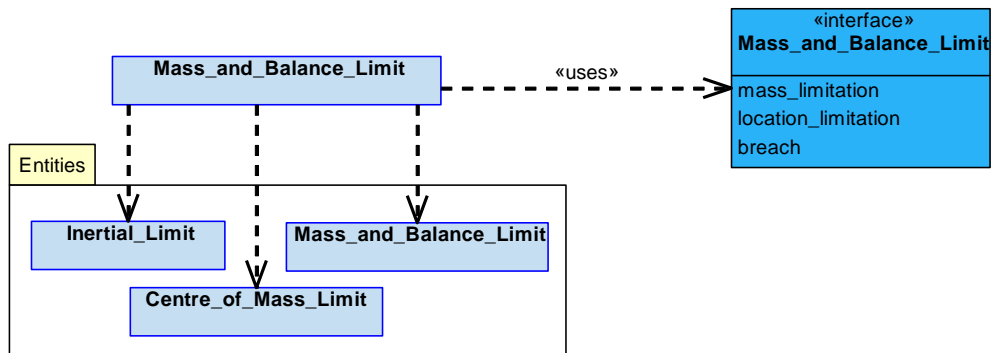 «interface»
Mass_and_Balance_Limit
Mass_and_Balance_Limit
«uses»
mass_limitation
location_limitation
breach
Entities
Inertial_Limit
Mass_and_Balance_Limit
Centre_of_Mass_Limit